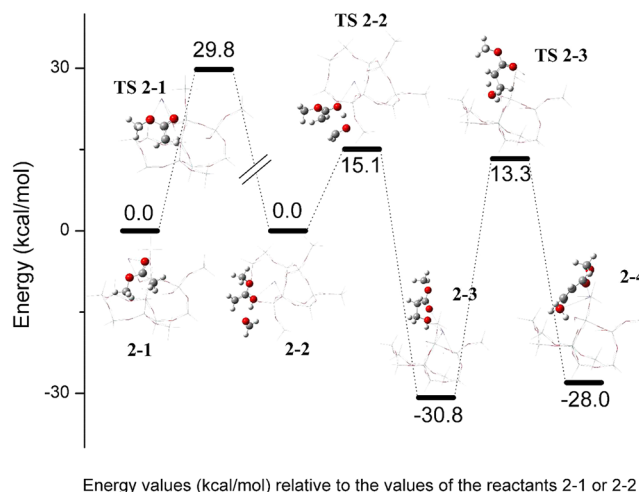 TS 2-2
29.8
30
TS 2-1
TS 2-3
15.1
13.3
0.0
0.0
0
Energy (kcal/mol)
2-1
2-2
2-3
2-4
-30
-30.8
-28.0
Energy values (kcal/mol) relative to the values of the reactants 2-1 or 2-2